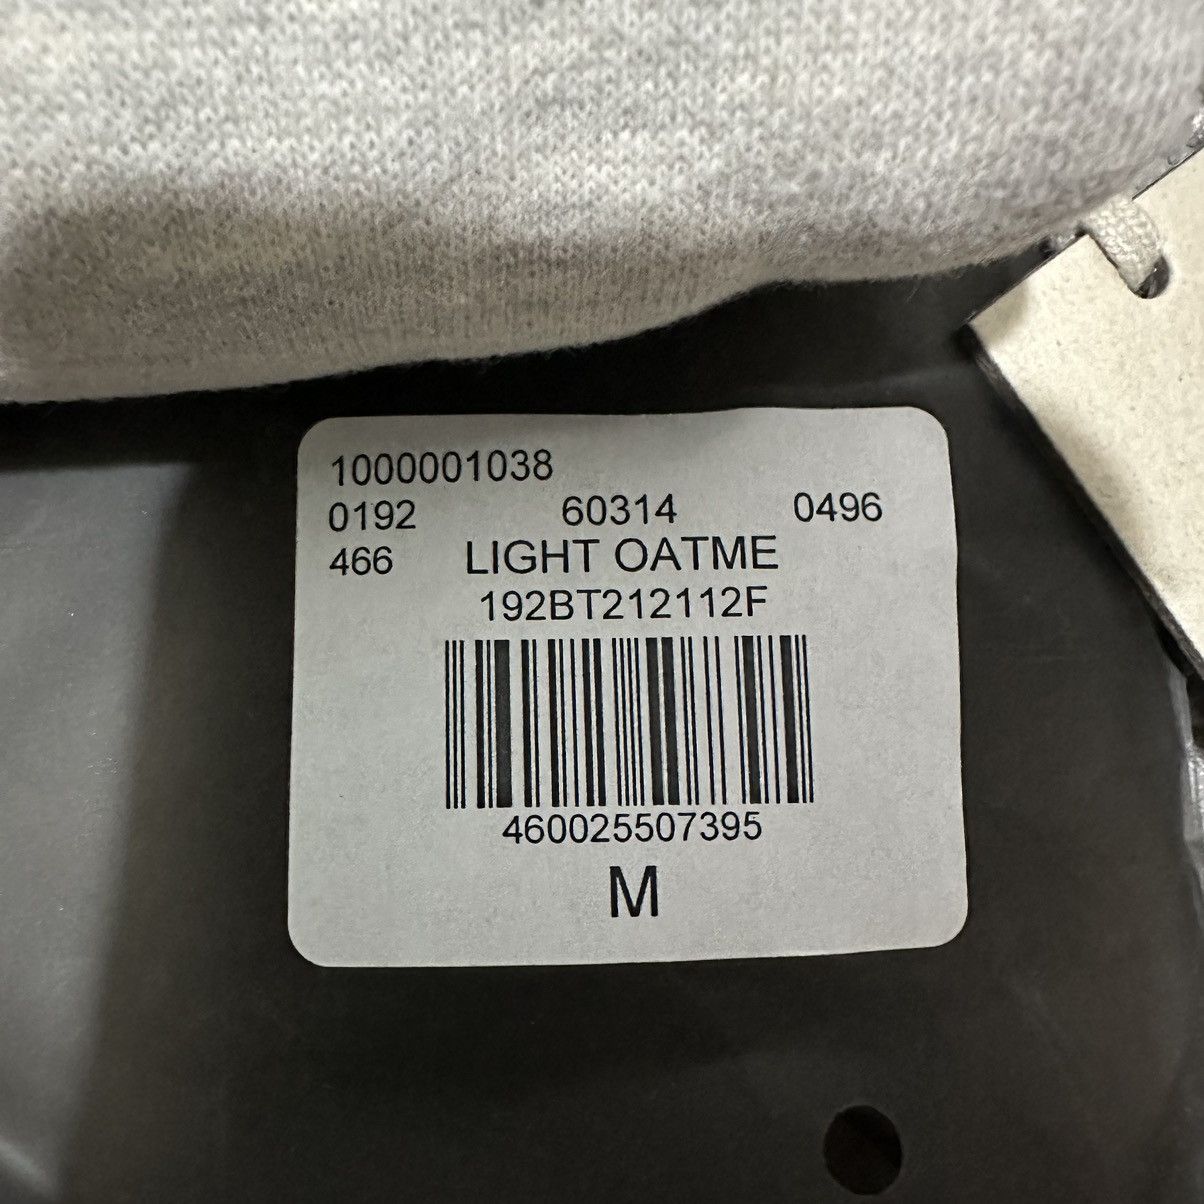 1000001038
0192 60314 0496
466 LIGHT OATME
192BT212112F
460025507395
M